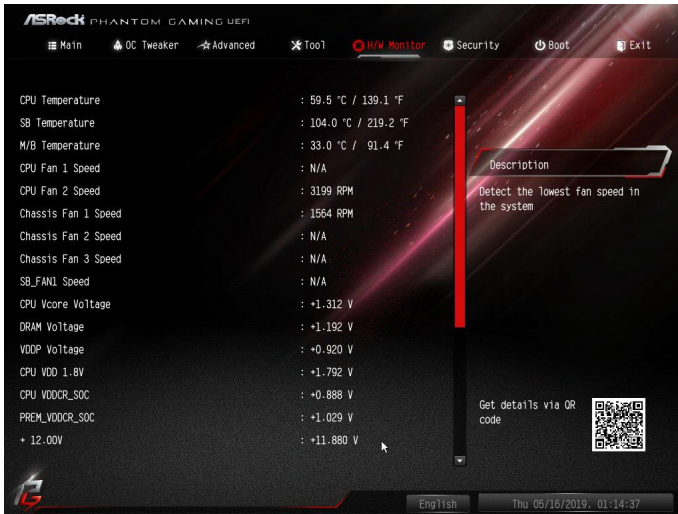 ASRock PHANTOM GAMING UEFI
Main OC Tweaker Advanced Tool H/W Monitor Security Boot Exit
CPU Temperature : 59.5 °C / 139.1 °F
SB Temperature : 104.0 °C / 219.2 °F
M/B Temperature : 33.0 °C / 91.4 °F
CPU Fan 1 Speed : N/A
CPU Fan 2 Speed : 3199 RPM
Chassis Fan 1 Speed : 1564 RPM
Chassis Fan 2 Speed : N/A
Chassis Fan 3 Speed : N/A
SB_FAN1 Speed : N/A
CPU Vcore Voltage : +1.312 V
DRAM Voltage : +1.192 V
VDDP Voltage : +0.920 V
CPU VDD 1.8V : +1.792 V
CPU VDDCR_SOC : +0.888 V
PREM_VDDCR_SOC : +1.029 V
+ 12.00V : +11.880 V
Description
Detect the lowest fan speed in
the system
Get details via QR
code
English Thu 05/16/2019. 01:14:37